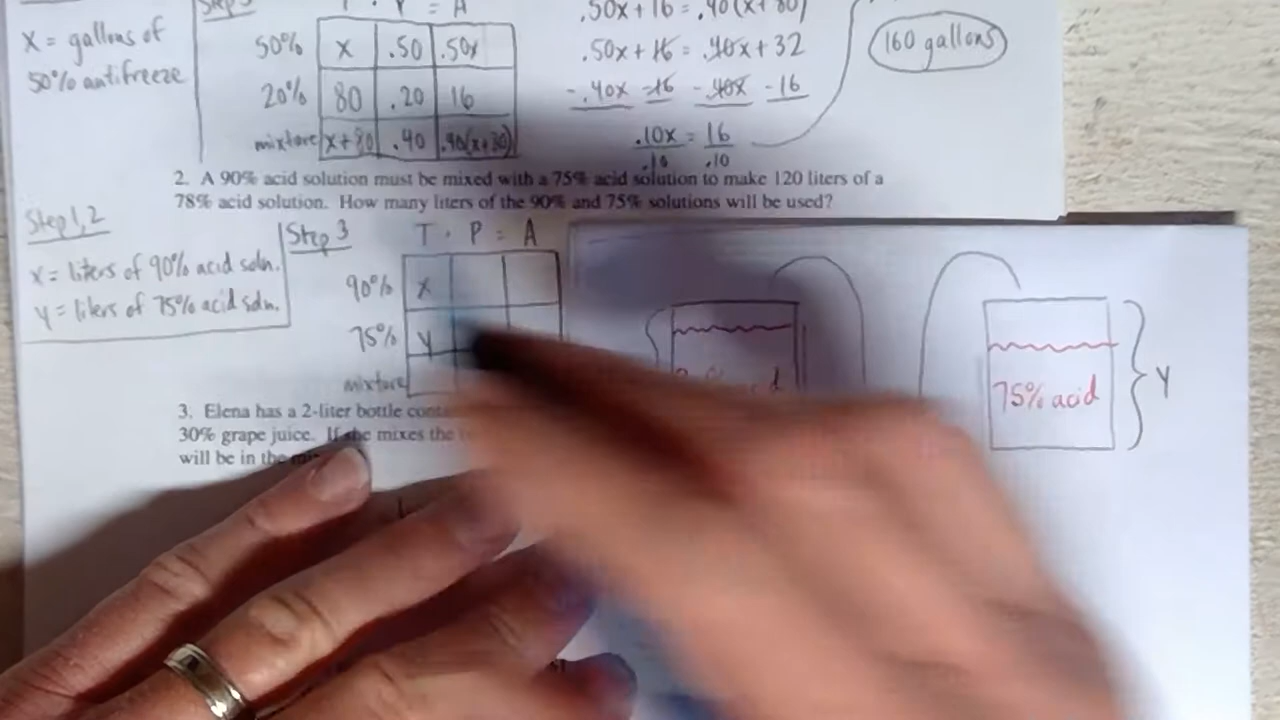 x = gallons of
50% antifreeze
T · P = A
50% x .50 .50x
20% 80 .20 16
mixture x+80 .40 .40(x+80)
.50x + 16 = .40(x+80)
.50x + 16 = .40x + 32
-.40x -16 -.40x -16
.10x = 16
.10 .10
160 gallons
2. A 90% acid solution must be mixed with a 75% acid solution to make 120 liters of a
78% acid solution. How many liters of the 90% and 75% solutions will be used?
Step 1,2
x = liters of 90% acid soln.
y = liters of 75% acid soln.
Step 3
T · P = A
90% x
75% y
mixture
75% acid
y
3. Elena has a 2-liter bottle
30% grape juice. If she mixes the
will be in the